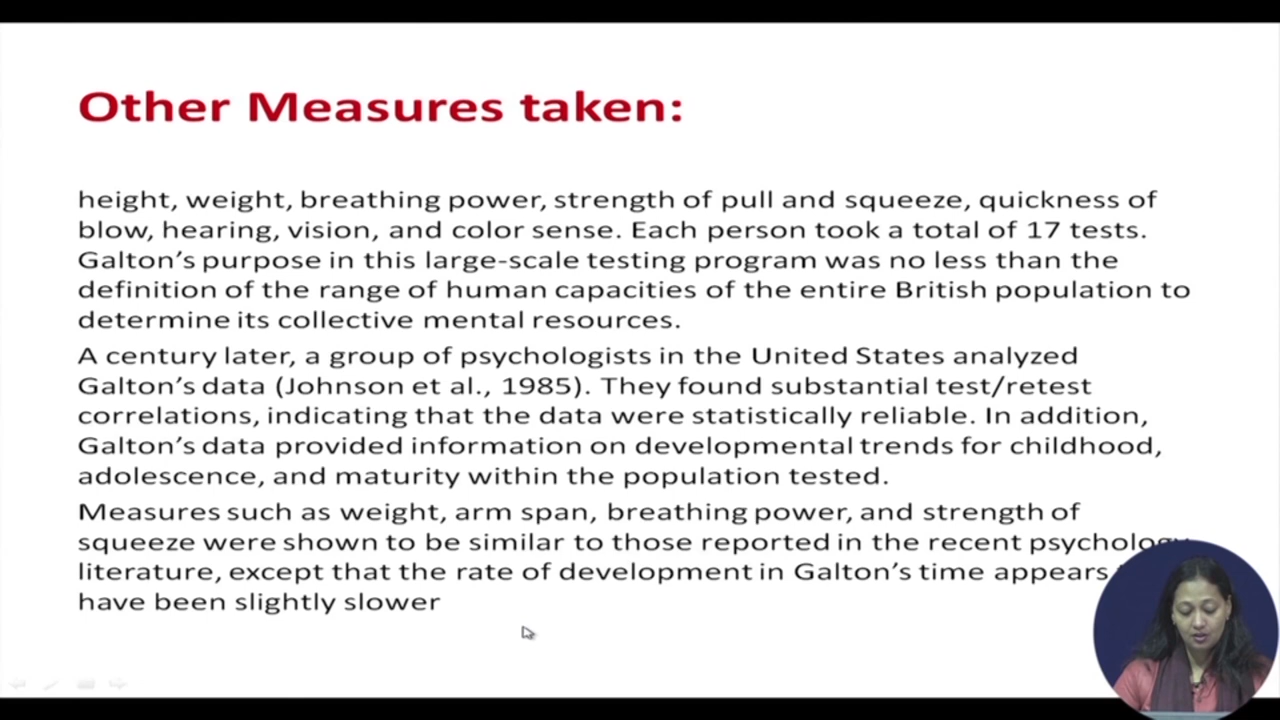 Other Measures taken:
height, weight, breathing power, strength of pull and squeeze, quickness of
blow, hearing, vision, and color sense. Each person took a total of 17 tests.
Galton's purpose in this large-scale testing program was no less than the
definition of the range of human capacities of the entire British population to
determine its collective mental resources.
A century later, a group of psychologists in the United States analyzed
Galton's data (Johnson et al., 1985). They found substantial test/retest
correlations, indicating that the data were statistically reliable. In addition,
Galton's data provided information on developmental trends for childhood,
adolescence, and maturity within the population tested.
Measures such as weight, arm span, breathing power, and strength of
squeeze were shown to be similar to those reported in the recent psychology
literature, except that the rate of development in Galton's time appears
have been slightly slower